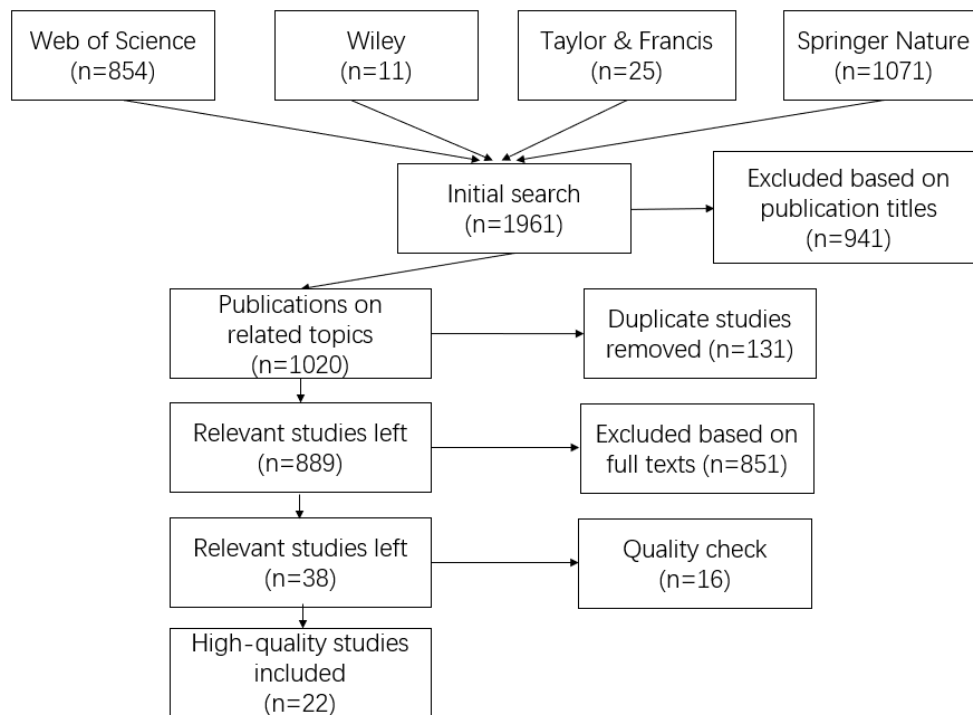 Web of Science
(n=854)
Wiley
(n=11)
Taylor & Francis
(n=25)
Springer Nature
(n=1071)
Initial search
(n=1961)
Excluded based on
publication titles
(n=941)
Publications on
related topics
(n=1020)
Duplicate studies
removed (n=131)
Relevant studies left
(n=889)
Excluded based on
full texts (n=851)
Relevant studies left
(n=38)
Quality check
(n=16)
High-quality studies
included
(n=22)